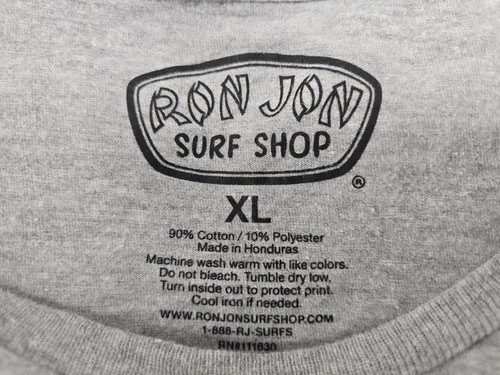 RON JON
SURF SHOP
®
XL
90% Cotton / 10% Polyester
Made in Honduras
Machine wash warm with like colors.
Do not bleach. Tumble dry low.
Turn inside out to protect print.
Cool iron if needed.
WWW.RONJONSURFSHOP.COM
1-888-RJ-SURFS
RN#111830